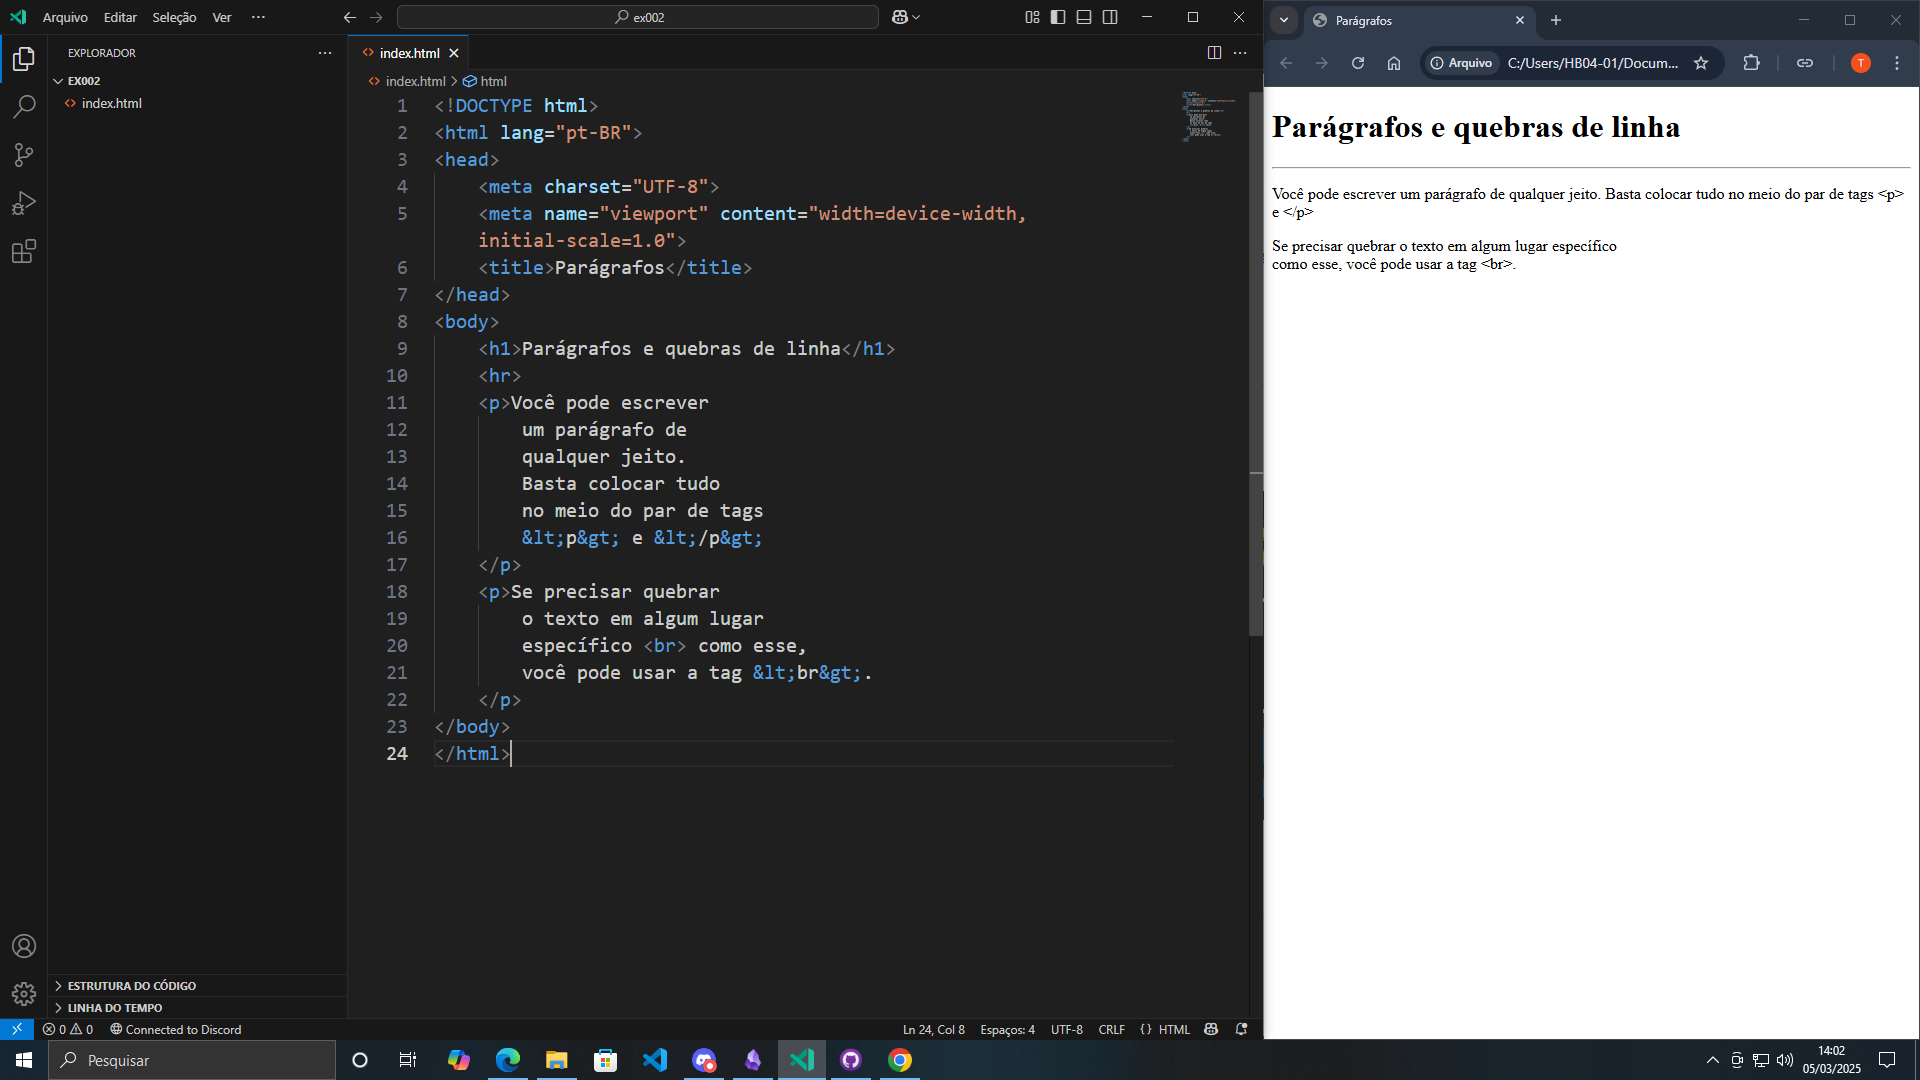 Arquivo Editar Seleção Ver ···
ex002
EXPLORADOR
EX002
index.html
ESTRUTURA DO CÓDIGO
LINHA DO TEMPO
index.html
index.html > html
1 <!DOCTYPE html>
2 <html lang="pt-BR">
3 <head>
4 <meta charset="UTF-8">
5 <meta name="viewport" content="width=device-width,
initial-scale=1.0">
6 <title>Parágrafos</title>
7 </head>
8 <body>
9 <h1>Parágrafos e quebras de linha</h1>
10 <hr>
11 <p>Você pode escrever
12 um parágrafo de
13 qualquer jeito.
14 Basta colocar tudo
15 no meio do par de tags
16 &lt;p&gt; e &lt;/p&gt;
17 </p>
18 <p>Se precisar quebrar
19 o texto em algum lugar
20 específico <br> como esse,
21 você pode usar a tag &lt;br&gt;.
22 </p>
23 </body>
24 </html>
0 0 Connected to Discord
Ln 24, Col 8 Espaços: 4 UTF-8 CRLF {} HTML
Parágrafos
Arquivo C:/Users/HB04-01/Docum... T
Parágrafos e quebras de linha
Você pode escrever um parágrafo de qualquer jeito. Basta colocar tudo no meio do par de tags <p>
e </p>
Se precisar quebrar o texto em algum lugar específico
como esse, você pode usar a tag <br>.
Pesquisar
14:02
05/03/2025